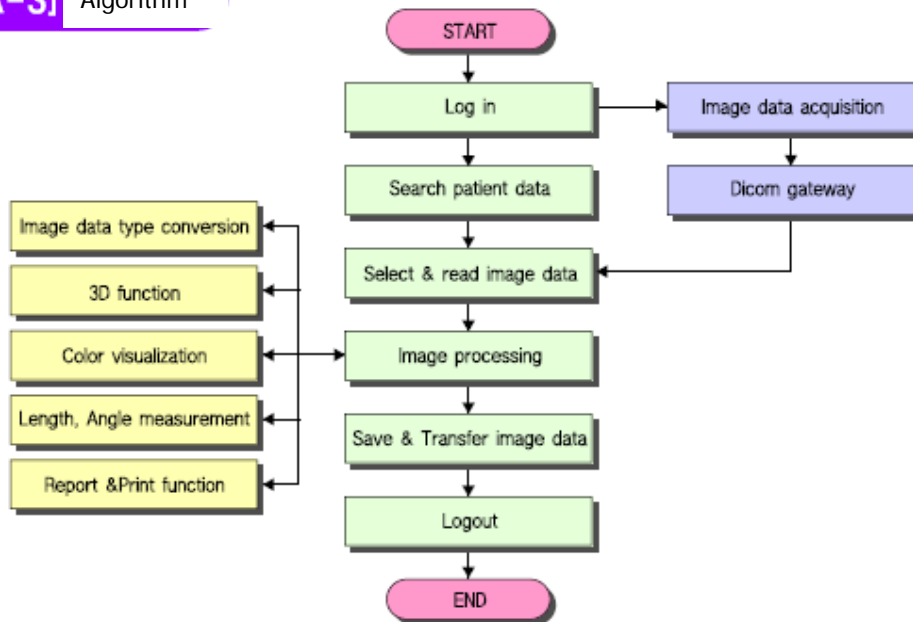 A-S] Algorithm
START
Log in
Image data acquisition
Search patient data
Dicom gateway
Image data type conversion
Select & read image data
3D function
Color visualization
Image processing
Length, Angle measurement
Save & Transfer image data
Report &Print function
Logout
END